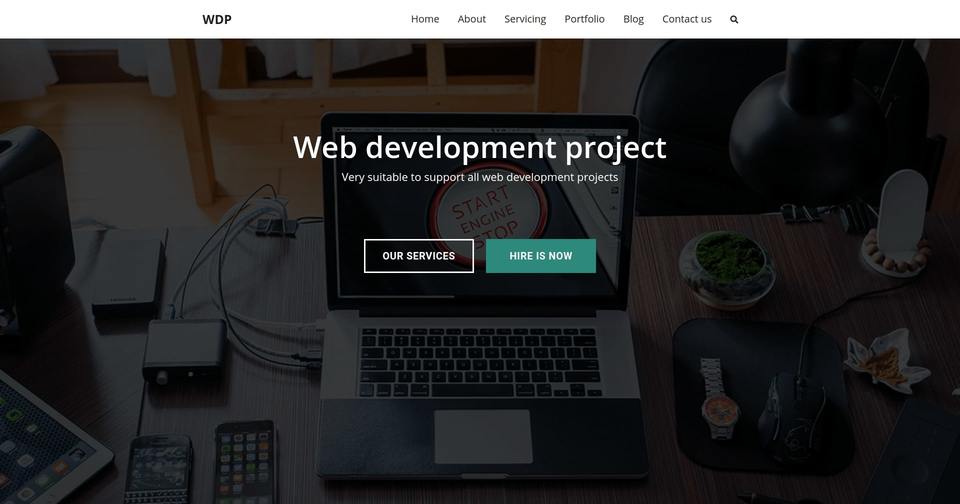 WDP
Home About Servicing Portfolio Blog Contact us
Web development project
Very suitable to support all web development projects
START
ENGINE
STOP
OUR SERVICES
HIRE IS NOW
TOSHIBA